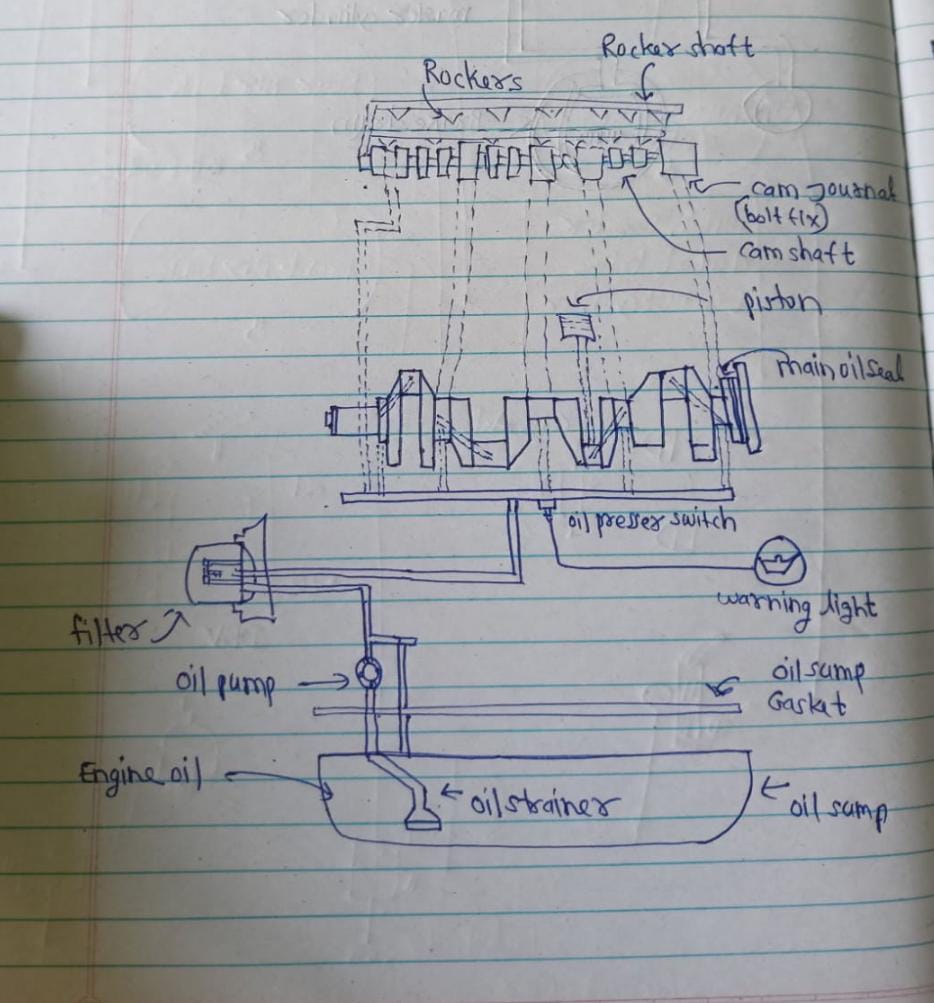 Rocker shaft
Rockers
cam Journal
(bolt fix)
cam shaft
piston
main oil seal
oil presser switch
warning light
filter
oil pump
oil sump
Gasket
Engine oil
oil strainer
oil sump